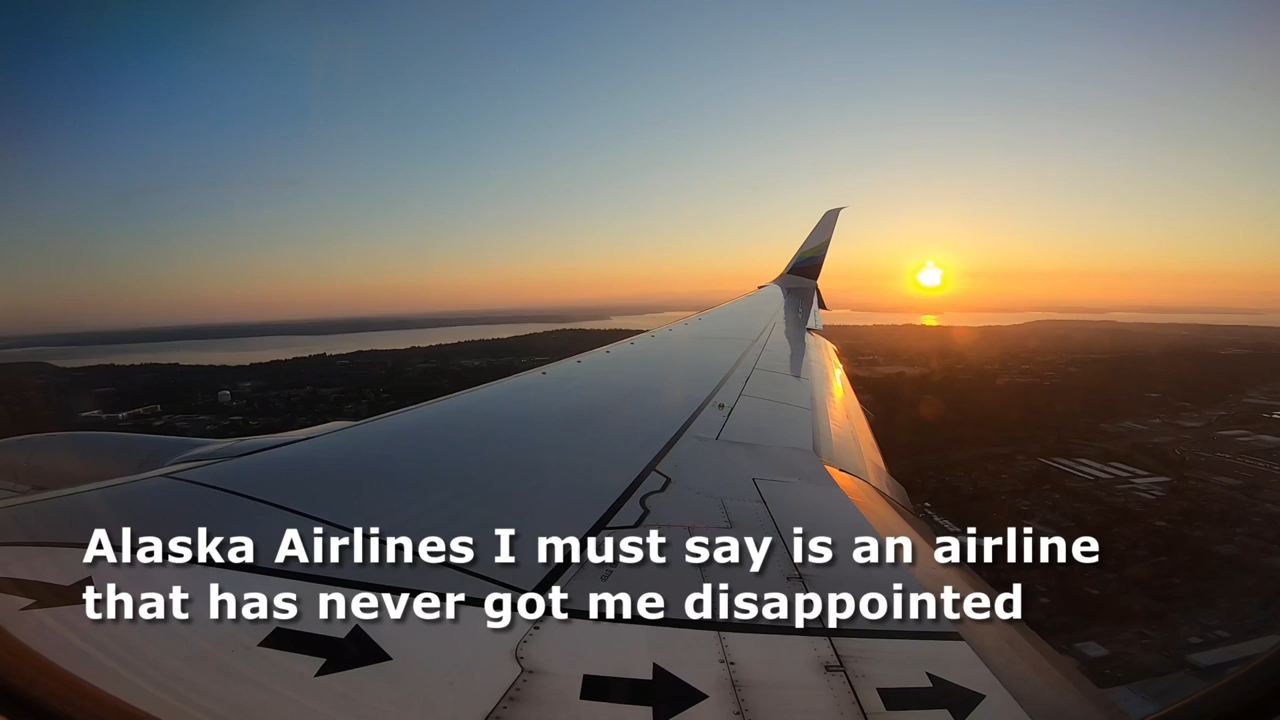 Alaska Airlines I must say is an airline
that has never got me disappointed